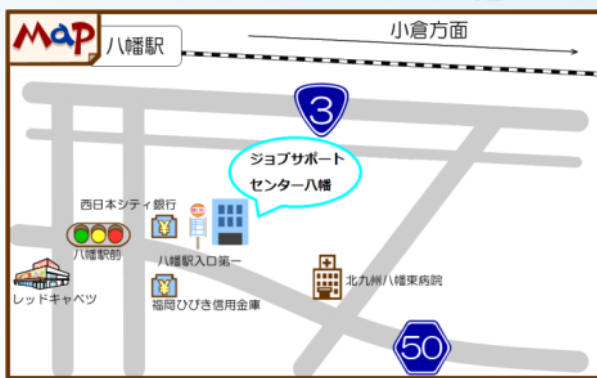 MaP
八幡駅
小倉方面
3
ジョブサポート
センター八幡
西日本シティ銀行
八幡駅前
八幡駅入口第一
レッドキャベツ
福岡ひびき信用金庫
北九州八幡東病院
50